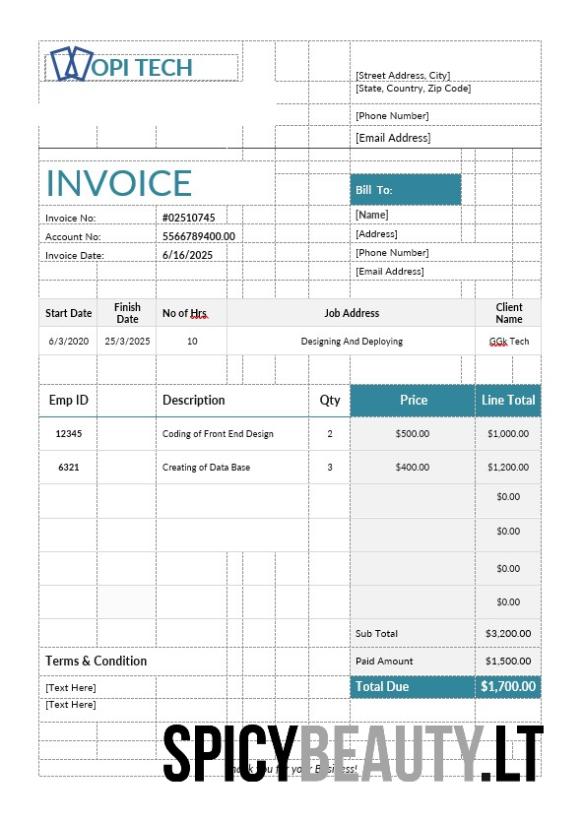 OPI TECH
[Street Address, City]
[State, Country, Zip Code]
[Phone Number]
[Email Address]
INVOICE
Bill To:
Invoice No: #02510745
[Name]
Account No: 5566789400.00
[Address]
Invoice Date: 6/16/2025
[Phone Number]
[Email Address]
Start Date Finish Date No of Hrs Job Address Client Name
6/3/2020 25/3/2025 10 Designing And Deploying GGk Tech
Emp ID Description Qty Price Line Total
12345 Coding of Front End Design 2 $500.00 $1,000.00
6321 Creating of Data Base 3 $400.00 $1,200.00
$0.00
$0.00
$0.00
$0.00
Sub Total $3,200.00
Terms & Condition Paid Amount $1,500.00
[Text Here] Total Due $1,700.00
[Text Here]
SPICYBEAUTY.LT
you for your Business!